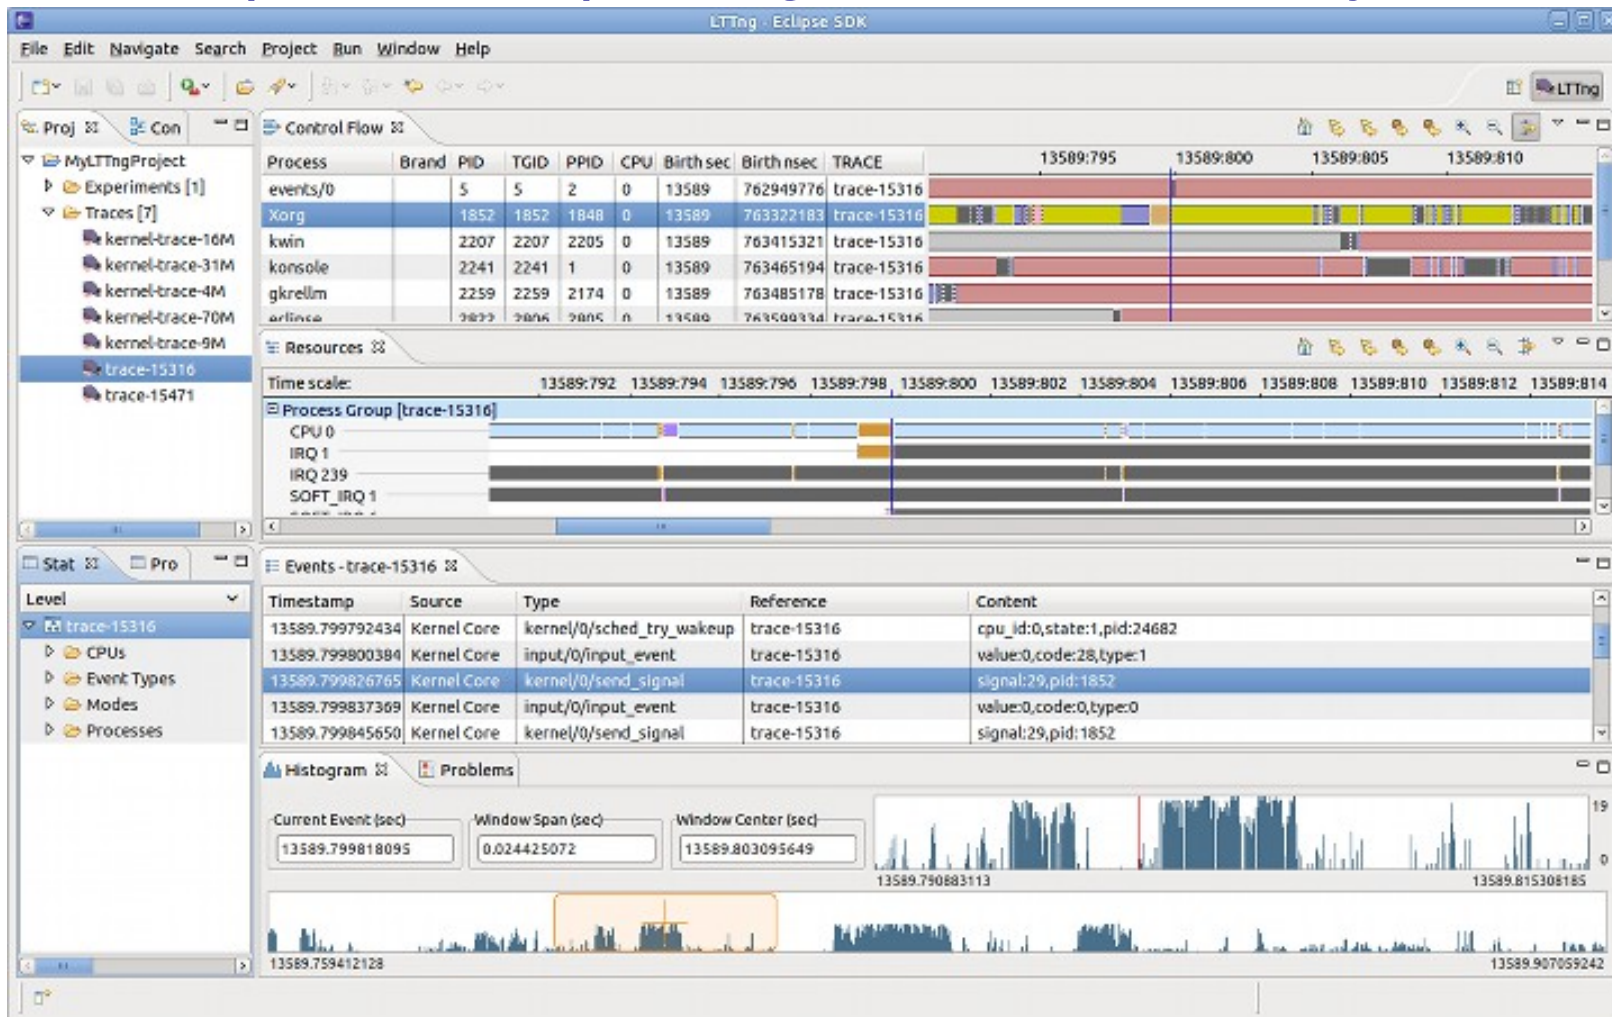 LTTng - Eclipse SDK
File Edit Navigate Search Project Run Window Help
LTTng
Proj Con
Control Flow
MyLTTngProject
Experiments [1]
Traces [7]
kernel-trace-16M
kernel-trace-31M
kernel-trace-4M
kernel-trace-70M
kernel-trace-9M
trace-15316
trace-15471
Process Brand PID TGID PPID CPU Birth sec Birth nsec TRACE 13589:795 13589:800 13589:805 13589:810
events/0 5 5 2 0 13589 762949776 trace-15316
Xorg 1852 1852 1848 0 13589 763322183 trace-15316
kwin 2207 2207 2205 0 13589 763415321 trace-15316
konsole 2241 2241 1 0 13589 763465194 trace-15316
gkrellm 2259 2259 2174 0 13589 763485178 trace-15316
eclipse 2822 2806 2805 0 13589 763599334 trace-15316
Resources
Time scale: 13589:792 13589:794 13589:796 13589:798 13589:800 13589:802 13589:804 13589:806 13589:808 13589:810 13589:812 13589:814
Process Group [trace-15316]
CPU 0
IRQ 1
IRQ 239
SOFT_IRQ 1
Stat Pro
Level
trace-15316
CPUs
Event Types
Modes
Processes
Events - trace-15316
Timestamp Source Type Reference Content
13589.799792434 Kernel Core kernel/0/sched_try_wakeup trace-15316 cpu_id:0,state:1,pid:24682
13589.799800384 Kernel Core input/0/input_event trace-15316 value:0,code:28,type:1
13589.799826765 Kernel Core kernel/0/send_signal trace-15316 signal:29,pid:1852
13589.799837369 Kernel Core input/0/input_event trace-15316 value:0,code:0,type:0
13589.799845650 Kernel Core kernel/0/send_signal trace-15316 signal:29,pid:1852
Histogram Problems
Current Event (sec) Window Span (sec) Window Center (sec)
13589.799818095 0.024425072 13589.803095649
19
0
13589.790883113 13589.815308185
13589.759412128 13589.907059242